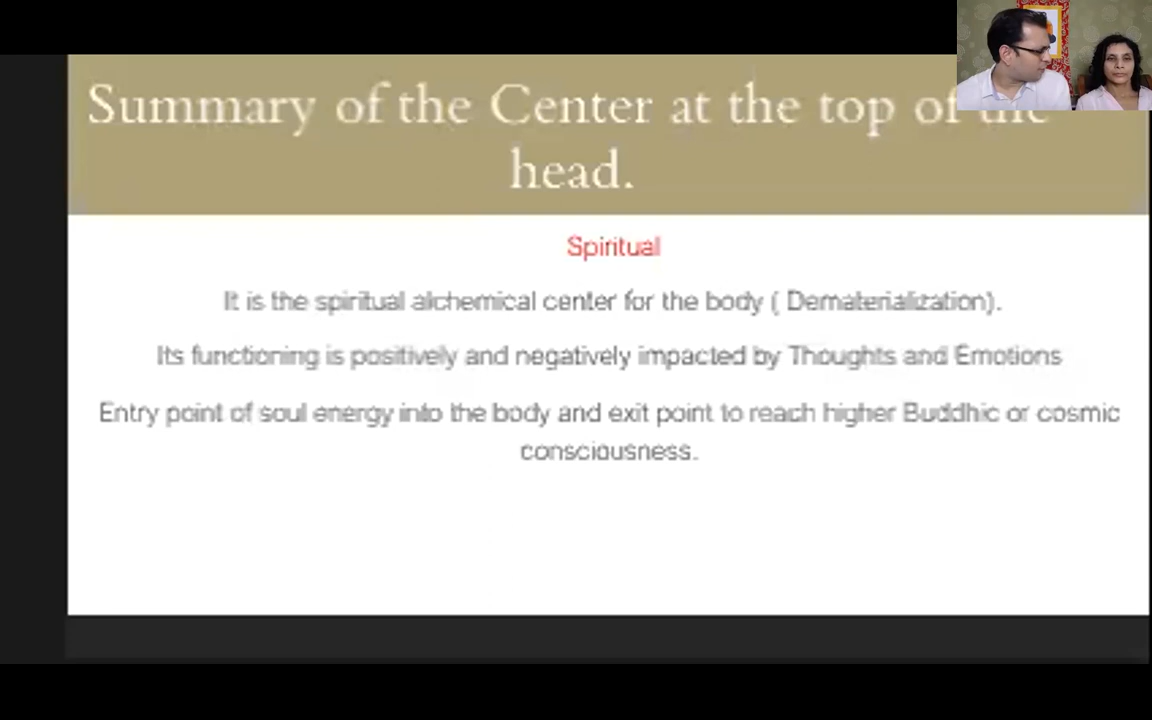 Summary of the Center at the top of the
head.
Spiritual
It is the spiritual alchemical center for the body ( Dematerialization).
Its functioning is positively and negatively impacted by Thoughts and Emotions
Entry point of soul energy into the body and exit point to reach higher Buddhic or cosmic
consciousness.